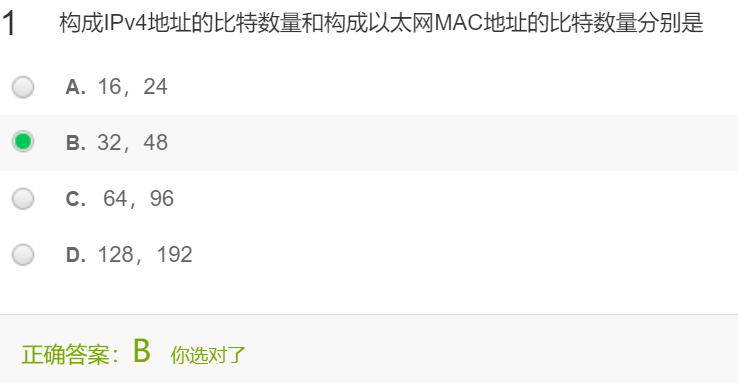 1 构成IPv4地址的比特数量和构成以太网MAC地址的比特数量分别是
A. 16，24
B. 32，48
C. 64，96
D. 128，192
正确答案：B 你选对了